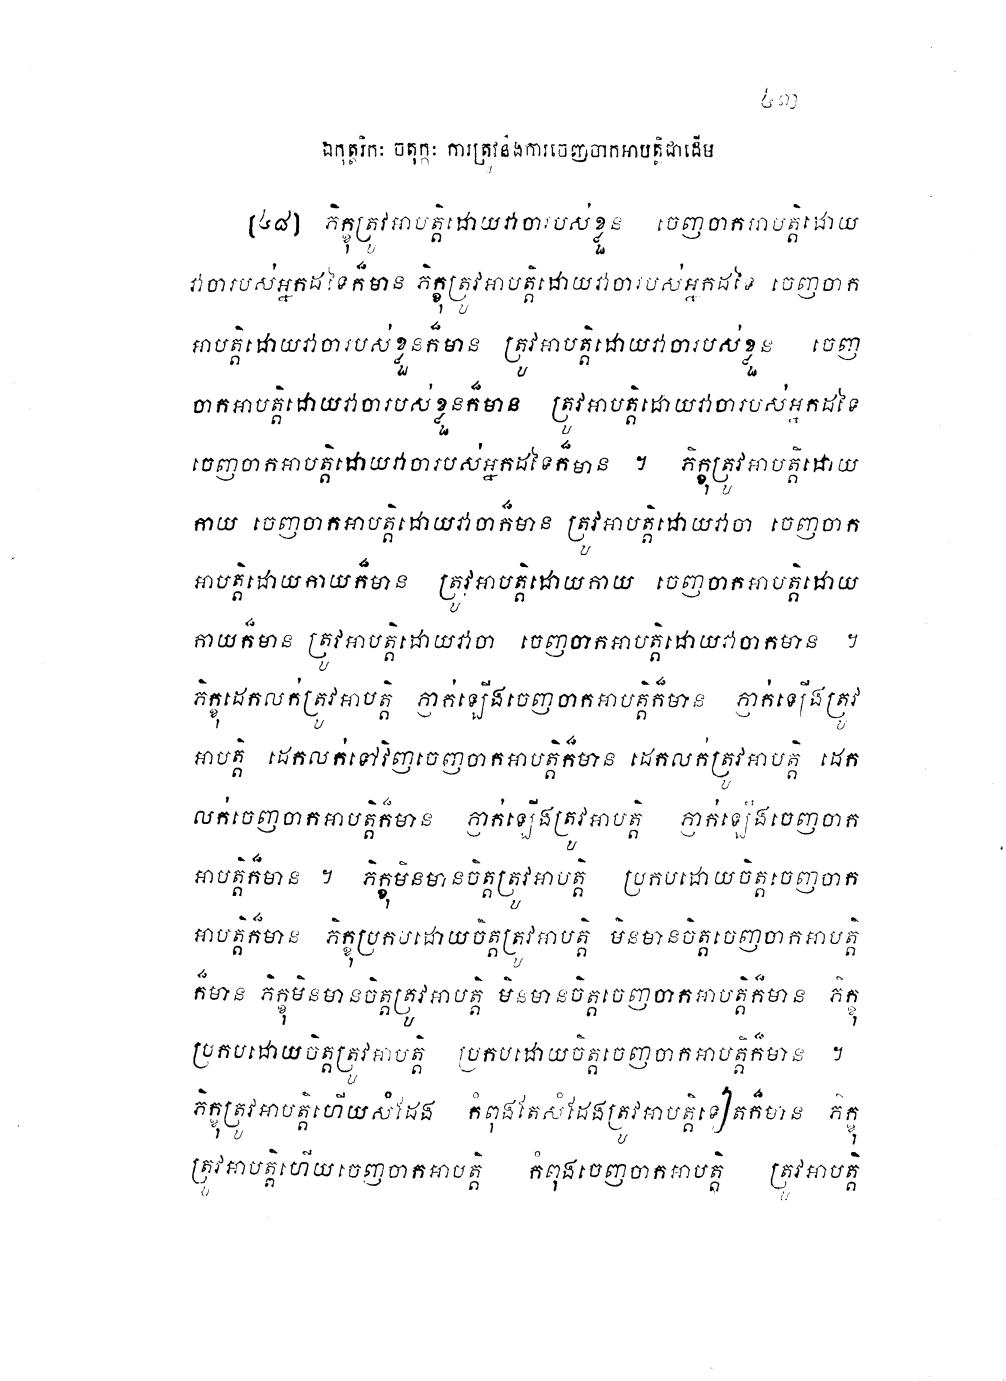 ៤៣
ឯកុត្តរិកៈ ចតុក្កៈ ការត្រូវនិងការចេញចាកអាបត្តិជាដើម
[៤៨] ភិក្ខុត្រូវអាបត្តិដោយវាចារបស់ខ្លួន ចេញចាកអាបត្តិដោយ
វាចារបស់អ្នកដទៃក៏មាន ភិក្ខុត្រូវអាបត្តិដោយវាចារបស់អ្នកដទៃ ចេញចាក
អាបត្តិដោយវាចារបស់ខ្លួនក៏មាន ត្រូវអាបត្តិដោយវាចារបស់ខ្លួន ចេញ
ចាកអាបត្តិដោយវាចារបស់ខ្លួនក៏មាន ត្រូវអាបត្តិដោយវាចារបស់អ្នកដទៃ
ចេញចាកអាបត្តិដោយវាចារបស់អ្នកដទៃក៏មាន ។ ភិក្ខុត្រូវអាបត្តិដោយ
កាយ ចេញចាកអាបត្តិដោយវាចាក៏មាន ត្រូវអាបត្តិដោយវាចា ចេញចាក
អាបត្តិដោយកាយក៏មាន ត្រូវអាបត្តិដោយកាយ ចេញចាកអាបត្តិដោយ
កាយក៏មាន ត្រូវអាបត្តិដោយវាចា ចេញចាកអាបត្តិដោយវាចាកមាន ។
ភិក្ខុដេកលក់ត្រូវអាបត្តិ ភ្ញាក់ឡើងចេញចាកអាបត្តិក៏មាន ភ្ញាក់ឡើងត្រូវ
អាបត្តិ ដេកលក់ទៅវិញចេញចាកអាបត្តិក៏មាន ដេកលក់ត្រូវអាបត្តិ ដេក
លក់ចេញចាកអាបត្តិក៏មាន ភ្ញាក់ឡើងត្រូវអាបត្តិ ភ្ញាក់ឡើងចេញចាក
អាបត្តិក៏មាន ។ ភិក្ខុមិនមានចិត្តត្រូវអាបត្តិ ប្រកបដោយចិត្តចេញចាក
អាបត្តិក៏មាន ភិក្ខុប្រកបដោយចិត្តត្រូវអាបត្តិ មិនមានចិត្តចេញចាកអាបត្តិ
ក៏មាន ភិក្ខុមិនមានចិត្តត្រូវអាបត្តិ មិនមានចិត្តចេញចាកអាបត្តិក៏មាន ភិក្ខុ
ប្រកបដោយចិត្តត្រូវអាបត្តិ ប្រកបដោយចិត្តចេញចាកអាបត្តិក៏មាន ។
ភិក្ខុត្រូវអាបត្តិហើយសំដែង កំពុងតែសំដែងត្រូវអាបត្តិទៀតក៏មាន ភិក្ខុ
ត្រូវអាបត្តិហើយចេញចាកអាបត្តិ កំពុងចេញចាកអាបត្តិ ត្រូវអាបត្តិ